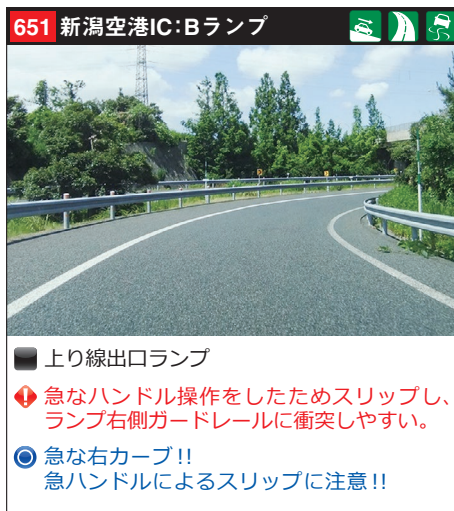 651 新潟空港IC:Bランプ
上り線出口ランプ
急なハンドル操作をしたためスリップし、
ランプ右側ガードレールに衝突しやすい。
急な右カーブ!!
急ハンドルによるスリップに注意!!